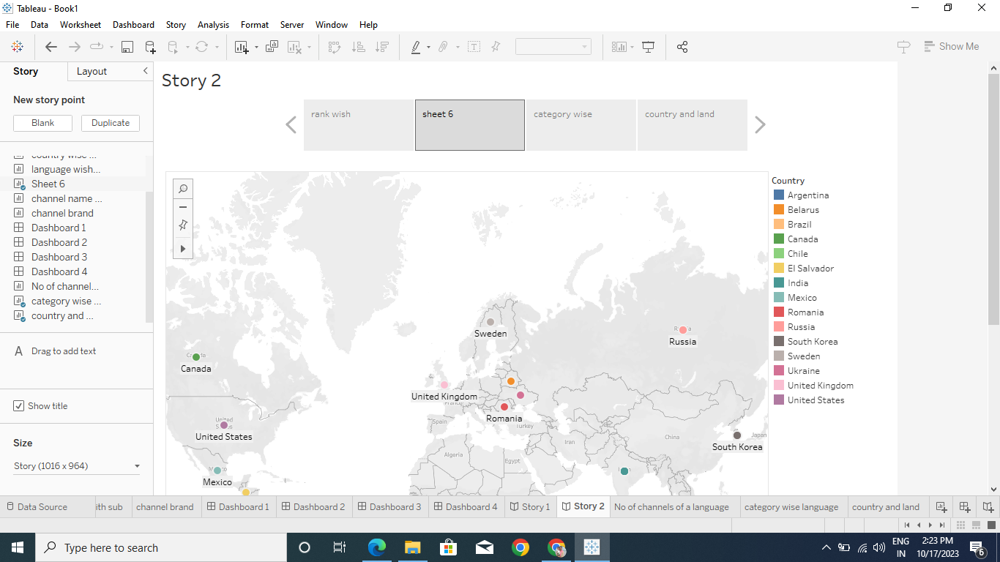 Tableau - Book1
File Data Worksheet Dashboard Story Analysis Format Server Window Help
Show Me
Story Layout
New story point
Blank Duplicate
country wise ...
language wish...
Sheet 6
channel name ...
channel brand
Dashboard 1
Dashboard 2
Dashboard 3
Dashboard 4
No of channel...
category wise ...
country and ...
A Drag to add text
Show title
Size
Story (1016 x 964)
Story 2
rank wish
sheet 6
category wise
country and land
Sweden
Russia
Canada
Canada
United Kingdom
France
Romania
Spain
Turkey
United States
United States
South Korea
Japan
China
Iran
Algeria
Egypt
Mexico
Mexico
Country
Argentina
Belarus
Brazil
Canada
Chile
El Salvador
India
Mexico
Romania
Russia
South Korea
Sweden
Ukraine
United Kingdom
United States
Data Source ith sub channel brand Dashboard 1 Dashboard 2 Dashboard 3 Dashboard 4 Story 1 Story 2 No of channels of a language category wise language country and land
Type here to search
ENG
IN
2:23 PM
10/17/2023
6